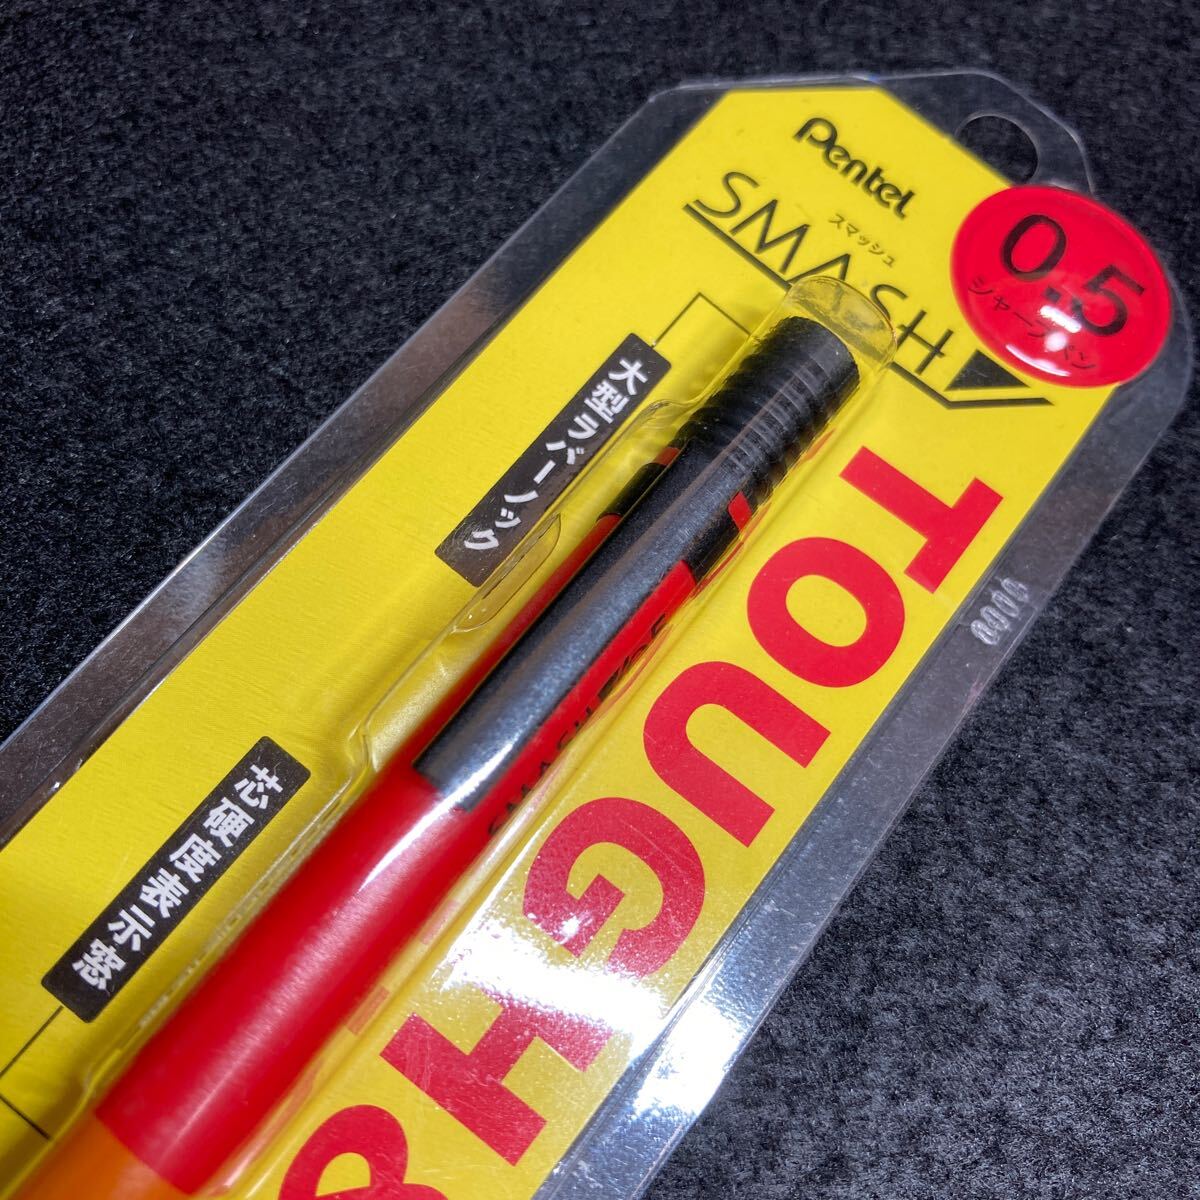 Pentel
スマッシュ
SMASH
0.5
シャープペン
大型ラバーノック
芯硬度表示窓
TOUGH
&